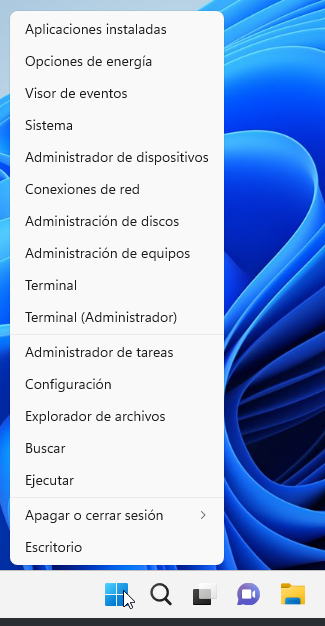 Aplicaciones instaladas
Opciones de energía
Visor de eventos
Sistema
Administrador de dispositivos
Conexiones de red
Administración de discos
Administración de equipos
Terminal
Terminal (Administrador)
Administrador de tareas
Configuración
Explorador de archivos
Buscar
Ejecutar
Apagar o cerrar sesión
Escritorio